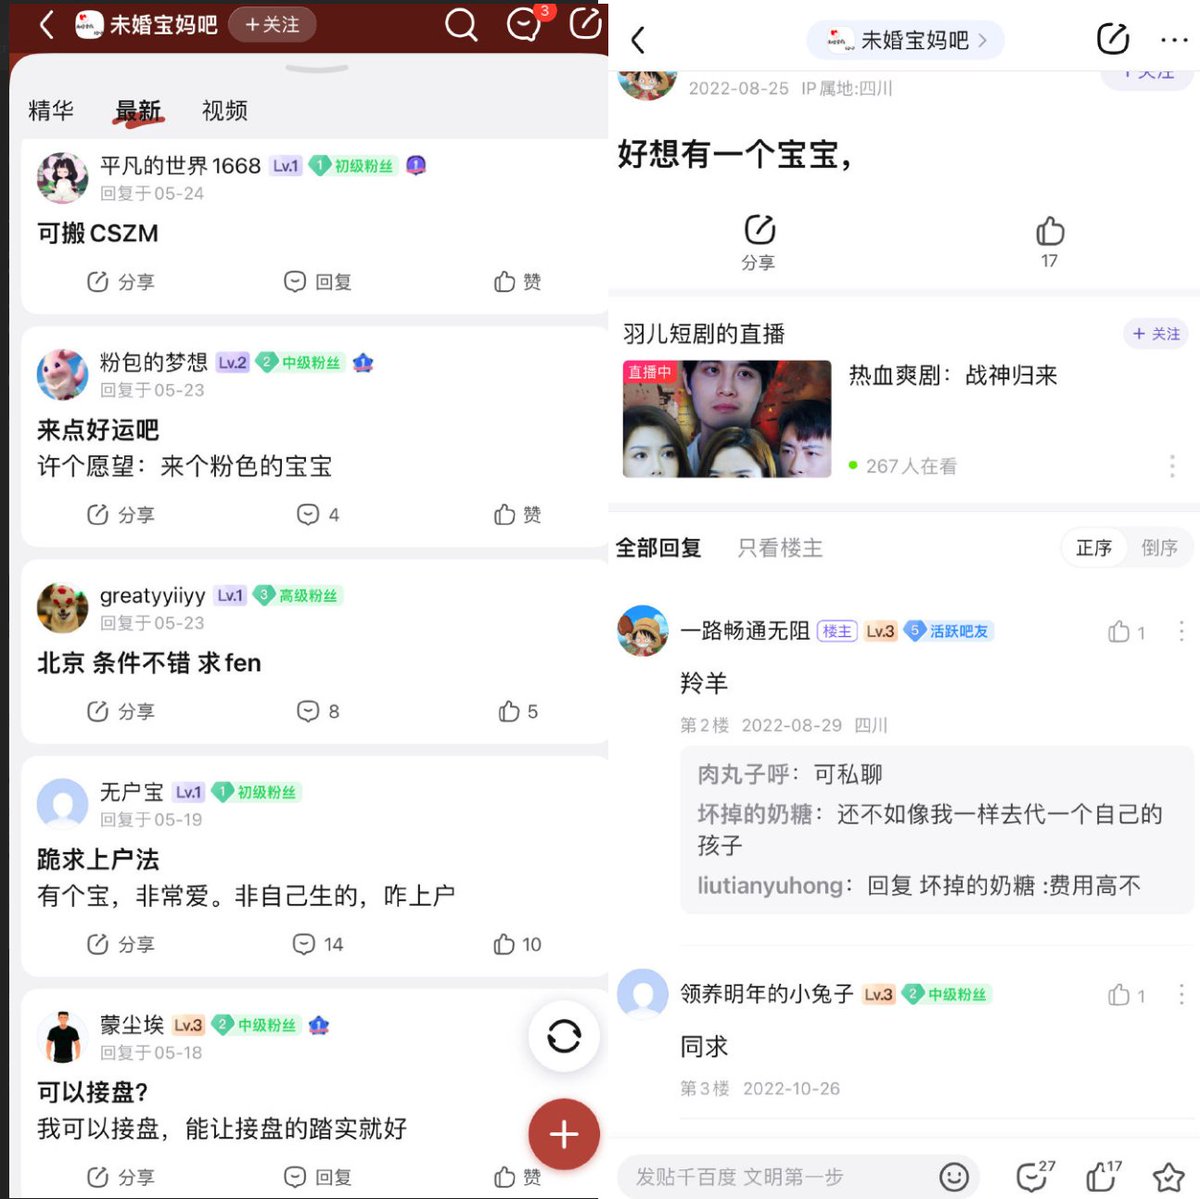 未婚宝妈吧
+关注
3
精华
最新
视频
平凡的世界1668 Lv.1 1 初级粉丝 1
回复于05-24
可搬CSZM
分享
回复
赞
粉包的梦想 Lv.2 2 中级粉丝 1
回复于05-23
来点好运吧
许个愿望：来个粉色的宝宝
分享
4
赞
greatyyiiyy Lv.1 3 高级粉丝
回复于05-23
北京 条件不错 求fen
分享
8
5
无户宝 Lv.1 1 初级粉丝
回复于05-19
跪求上户法
有个宝，非常爱。非自己生的，咋上户
分享
14
10
蒙尘埃 Lv.3 2 中级粉丝 1
回复于05-18
可以接盘?
我可以接盘，能让接盘的踏实就好
分享
回复
赞
未婚宝妈吧
2022-08-25 IP属地:四川
+关注
好想有一个宝宝，
分享
17
羽儿短剧的直播
+ 关注
直播中
热血爽剧：战神归来
267人在看
全部回复
只看楼主
正序
倒序
一路畅通无阻 楼主 Lv.3 5 活跃吧友
1
羚羊
第2楼 2022-08-29 四川
肉丸子呼：可私聊
坏掉的奶糖：还不如像我一样去代一个自己的
孩子
liutianyuhong：回复 坏掉的奶糖 :费用高不
领养明年的小兔子 Lv.3 2 中级粉丝
1
同求
第3楼 2022-10-26
发贴千百度 文明第一步
27
17